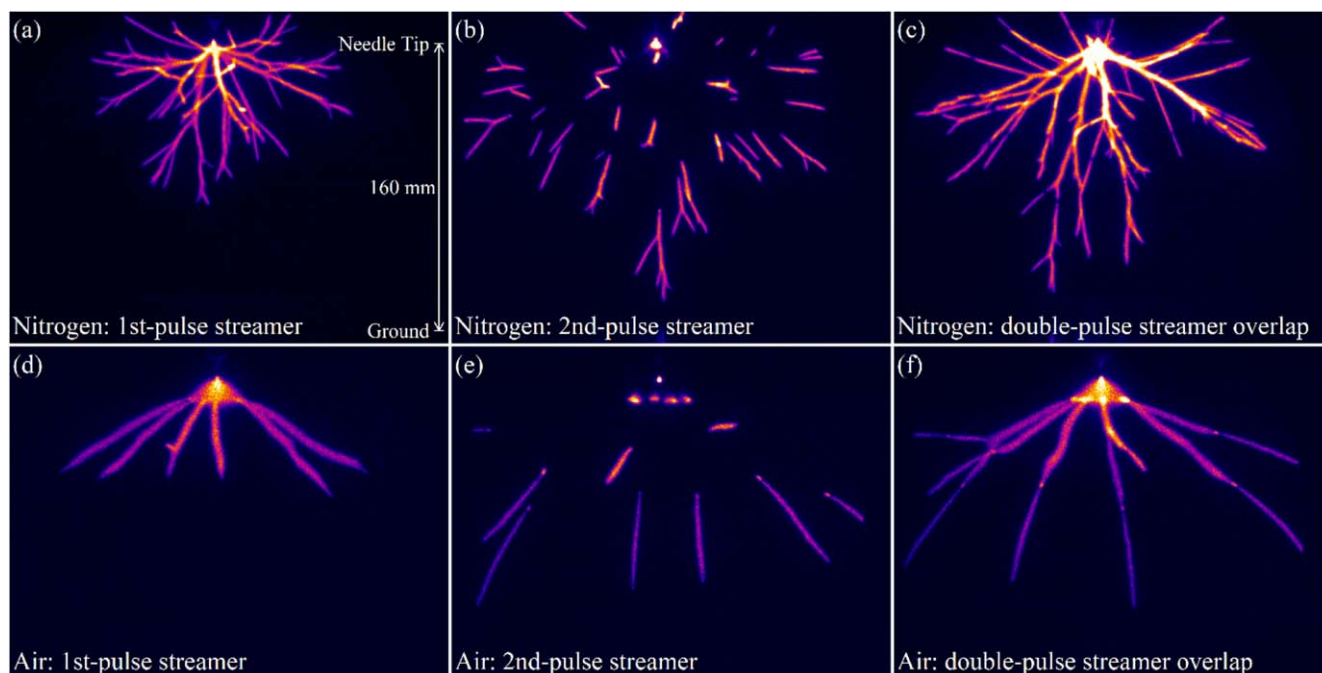 (a)
Needle Tip
160 mm
Ground
Nitrogen: 1st-pulse streamer
(b)
Nitrogen: 2nd-pulse streamer
(c)
Nitrogen: double-pulse streamer overlap
(d)
Air: 1st-pulse streamer
(e)
Air: 2nd-pulse streamer
(f)
Air: double-pulse streamer overlap